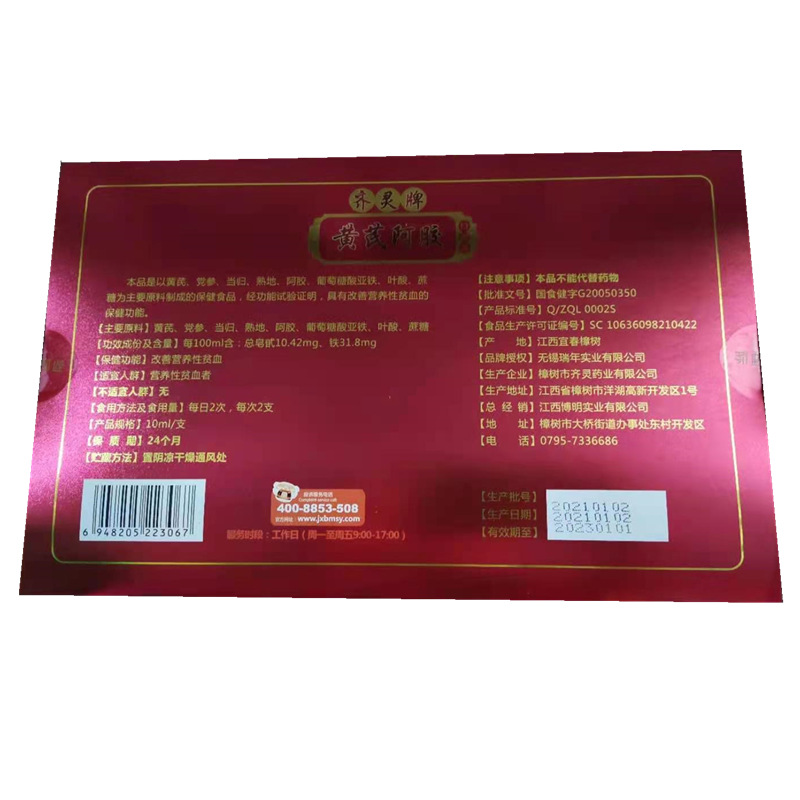 齐灵牌
黄芪阿胶
本品是以黄芪、党参、当归、熟地、阿胶、葡萄糖酸亚铁、叶酸、蔗
糖为主要原料制成的保健食品，经功能试验证明，具有改善营养性贫血的
保健功能。
【主要原料】黄芪、党参、当归、熟地、阿胶、葡萄糖酸亚铁、叶酸、蔗糖
【功效成份及含量】每100ml含：总皂甙10.42mg、铁31.8mg
【保健功能】改善营养性贫血
【适宜人群】营养性贫血者
【不适宜人群】无
【食用方法及食用量】每日2次，每次2支
【产品规格】10ml/支
【保 质 期】24个月
【贮藏方法】置阴凉干燥通风处
【注意事项】本品不能代替药物
【批准文号】国食健字G20050350
【产品标准号】Q/ZQL 0002S
【食品生产许可证编号】SC 10636098210422
【产 地】江西宜春樟树
【品牌授权】无锡瑞年实业有限公司
【生产企业】樟树市齐灵药业有限公司
【生产地址】江西省樟树市洋湖高新开发区1号
【总 经 销】江西博明实业有限公司
【地 址】樟树市大桥街道办事处东村开发区
【电 话】0795-7336686
6 948205 223067
投诉服务电话
Complaint service call
400-8853-508
官方网站 www.jxbmsy.com
服务时段：工作日（周一至周五9:00-17:00）
【生产批号】20210102
【生产日期】20210102
【有效期至】20230101